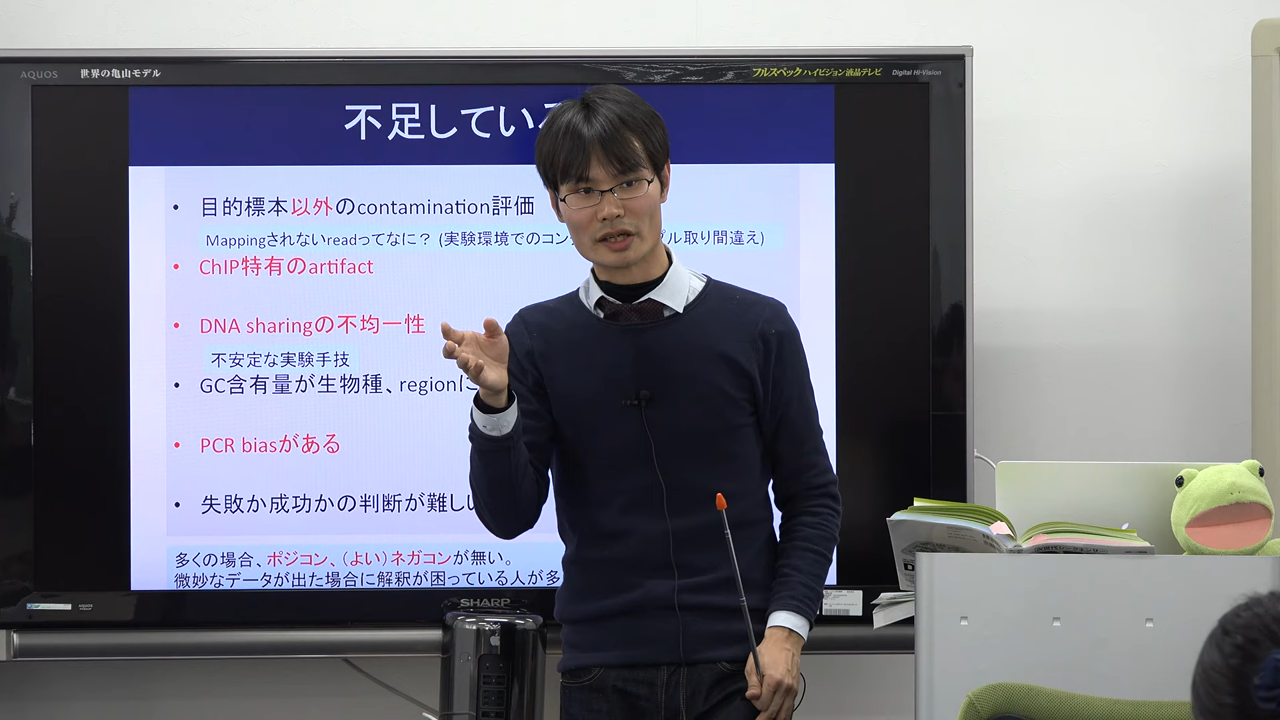 AQUOS 世界の亀山モデル フルスペックハイビジョン液晶テレビ Digital Hi-Vision
不足している
• 目的標本以外のcontamination評価
Mappingされないreadってなに? (実験環境でのコン プル取り間違え)
• ChIP特有のartifact
• DNA sharingの不均一性
不安定な実験手技
• GC含有量が生物種、regionに
• PCR biasがある
• 失敗か成功かの判断が難し
多くの場合、ポジコン、(よい)ネガコンが無い。
微妙なデータが出た場合に解釈が困っている人が多
AQUOS
SHARP